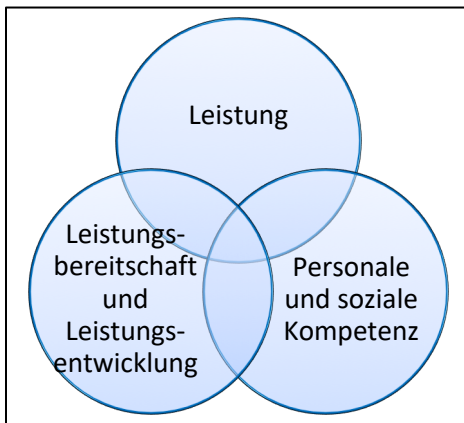 Leistung
Leistungs-
bereitschaft
und
Leistungs-
entwicklung
Personale
und soziale
Kompetenz